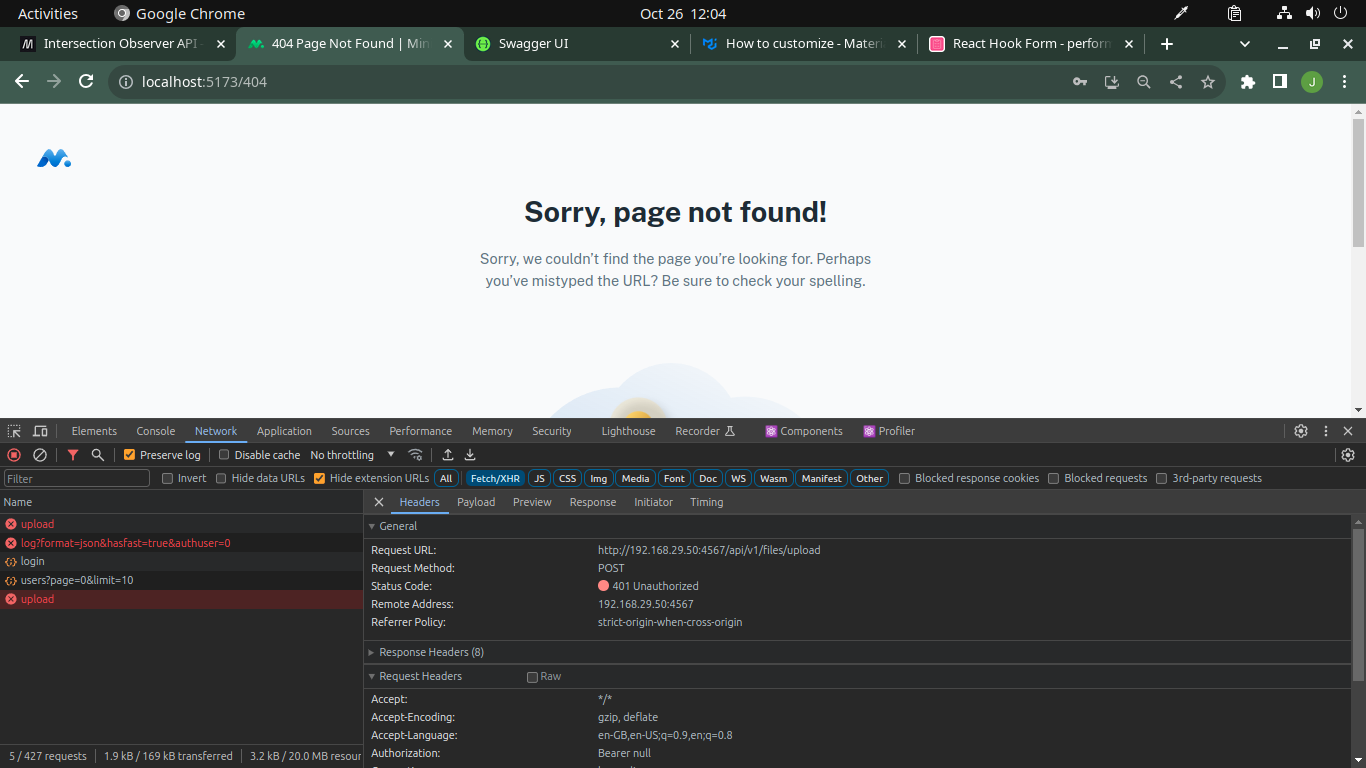 Activities Google Chrome Oct 26 12:04
Intersection Observer API - 404 Page Not Found | Min Swagger UI How to customize - Materi React Hook Form - perform
localhost:5173/404 J
Sorry, page not found!
Sorry, we couldn't find the page you're looking for. Perhaps
you've mistyped the URL? Be sure to check your spelling.
Elements Console Network Application Sources Performance Memory Security Lighthouse Recorder Components Profiler
Preserve log Disable cache No throttling
Filter Invert Hide data URLs Hide extension URLs All Fetch/XHR JS CSS Img Media Font Doc WS Wasm Manifest Other Blocked response cookies Blocked requests 3rd-party requests
Name Headers Payload Preview Response Initiator Timing
upload
log?format=json&hasfast=true&authuser=0
login
users?page=0&limit=10
upload
General
Request URL: http://192.168.29.50:4567/api/v1/files/upload
Request Method: POST
Status Code: 401 Unauthorized
Remote Address: 192.168.29.50:4567
Referrer Policy: strict-origin-when-cross-origin
Response Headers (8)
Request Headers Raw
Accept: */*
Accept-Encoding: gzip, deflate
Accept-Language: en-GB,en-US;q=0.9,en;q=0.8
Authorization: Bearer null
5 / 427 requests 1.9 kB / 169 kB transferred 3.2 kB / 20.0 MB resour